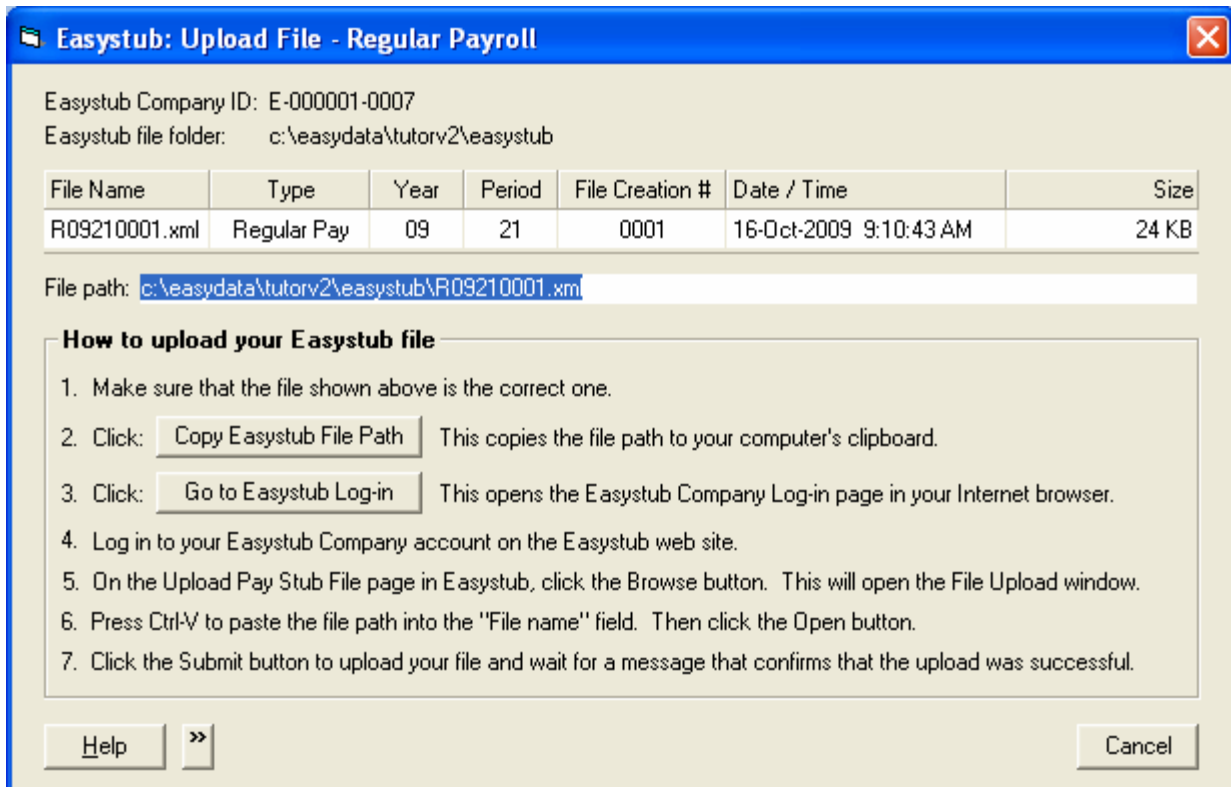 Easystub: Upload File - Regular Payroll
Easystub Company ID: E-000001-0007
Easystub file folder: c:\easydata\tutorv2\easystub
File Name Type Year Period File Creation # Date / Time Size
R09210001.xml Regular Pay 09 21 0001 16-Oct-2009 9:10:43 AM 24 KB
File path: c:\easydata\tutorv2\easystub\R09210001.xml
How to upload your Easystub file
1. Make sure that the file shown above is the correct one.
2. Click: Copy Easystub File Path This copies the file path to your computer's clipboard.
3. Click: Go to Easystub Log-in This opens the Easystub Company Log-in page in your Internet browser.
4. Log in to your Easystub Company account on the Easystub web site.
5. On the Upload Pay Stub File page in Easystub, click the Browse button. This will open the File Upload window.
6. Press Ctrl-V to paste the file path into the "File name" field. Then click the Open button.
7. Click the Submit button to upload your file and wait for a message that confirms that the upload was successful.
Help >> Cancel